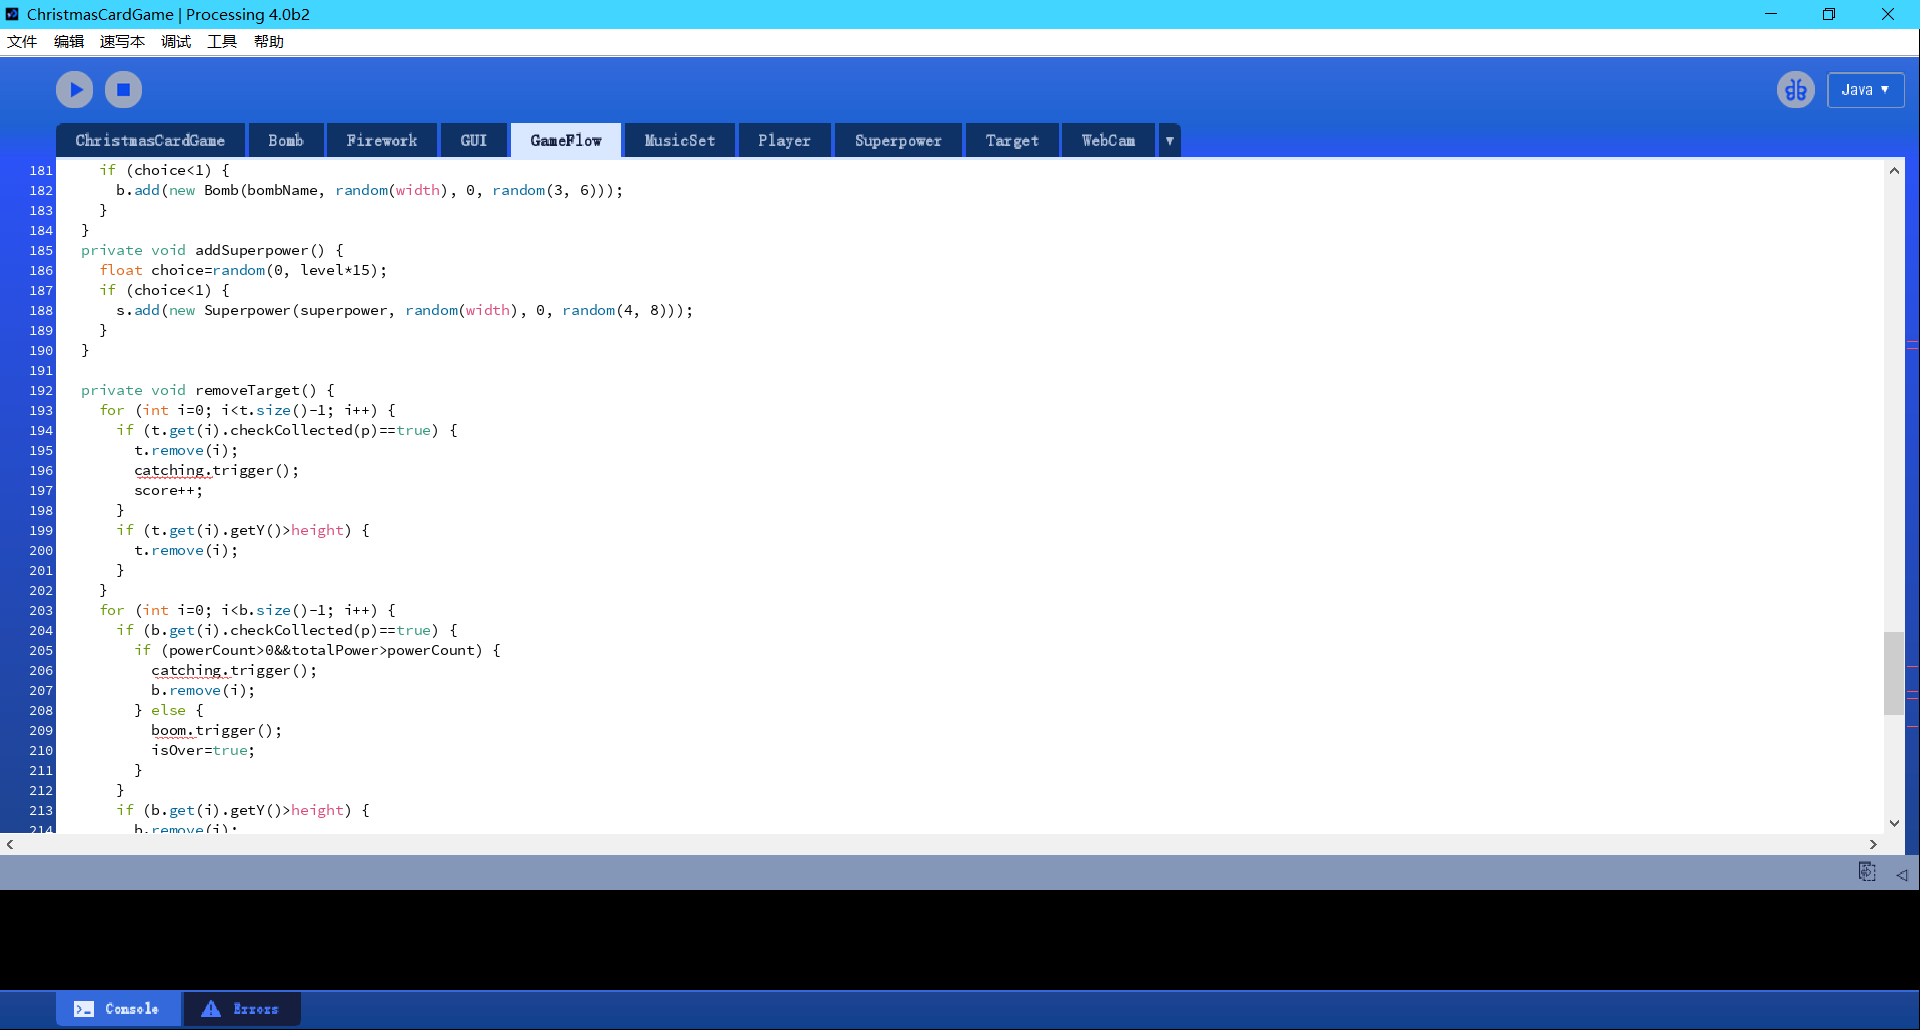 ChristmasCardGame | Processing 4.0b2
文件 编辑 速写本 调试 工具 帮助
Java ▼
ChristmasCardGame Bomb Firework GUI GameFlow MusicSet Player Superpower Target WebCam ▼
181 if (choice<1) {
182 b.add(new Bomb(bombName, random(width), 0, random(3, 6)));
183 }
184 }
185 private void addSuperpower() {
186 float choice=random(0, level*15);
187 if (choice<1) {
188 s.add(new Superpower(superpower, random(width), 0, random(4, 8)));
189 }
190 }
191
192 private void removeTarget() {
193 for (int i=0; i<t.size()-1; i++) {
194 if (t.get(i).checkCollected(p)==true) {
195 t.remove(i);
196 catching.trigger();
197 score++;
198 }
199 if (t.get(i).getY()>height) {
200 t.remove(i);
201 }
202 }
203 for (int i=0; i<b.size()-1; i++) {
204 if (b.get(i).checkCollected(p)==true) {
205 if (powerCount>0&&totalPower>powerCount) {
206 catching.trigger();
207 b.remove(i);
208 } else {
209 boom.trigger();
210 isOver=true;
211 }
212 }
213 if (b.get(i).getY()>height) {
214 b.remove(i);
Console Errors